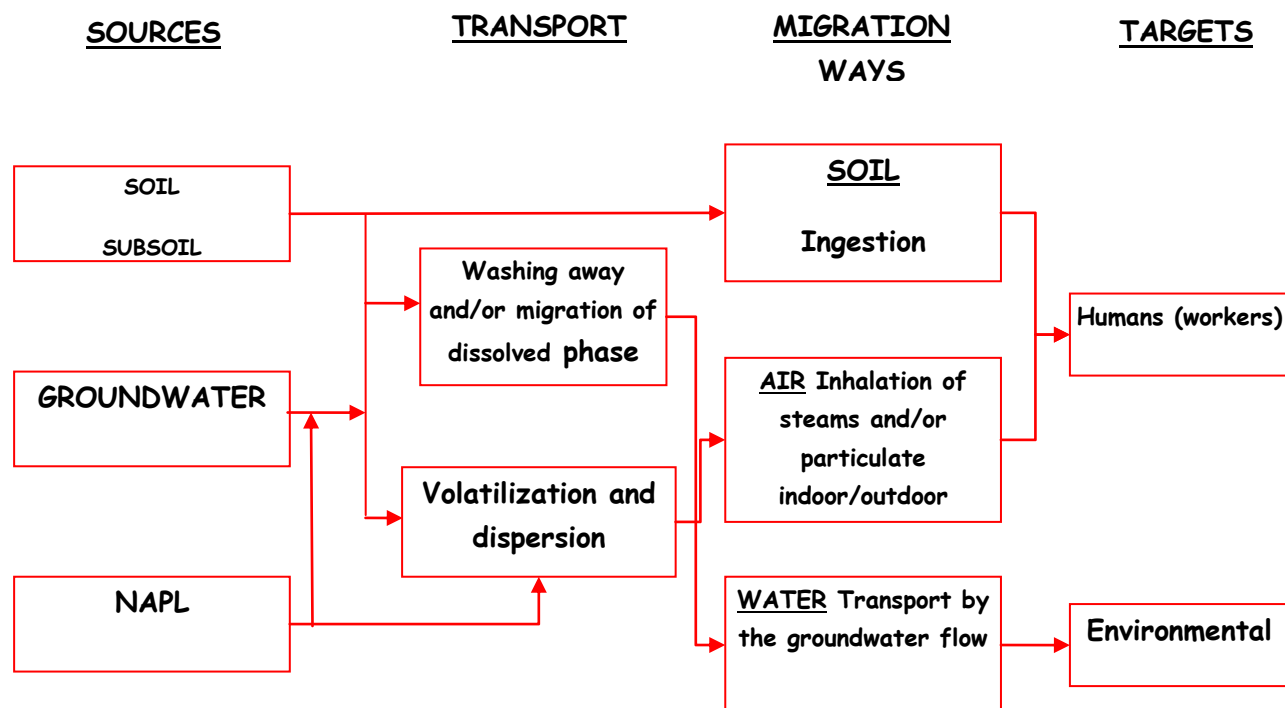 SOURCES
TRANSPORT
MIGRATION
WAYS
TARGETS
SOIL
SUBSOIL
GROUNDWATER
NAPL
Washing away
and/or migration of
dissolved phase
Volatilization and
dispersion
SOIL
Ingestion
AIR Inhalation of
steams and/or
particulate
indoor/outdoor
WATER Transport by
the groundwater flow
Humans (workers)
Environmental